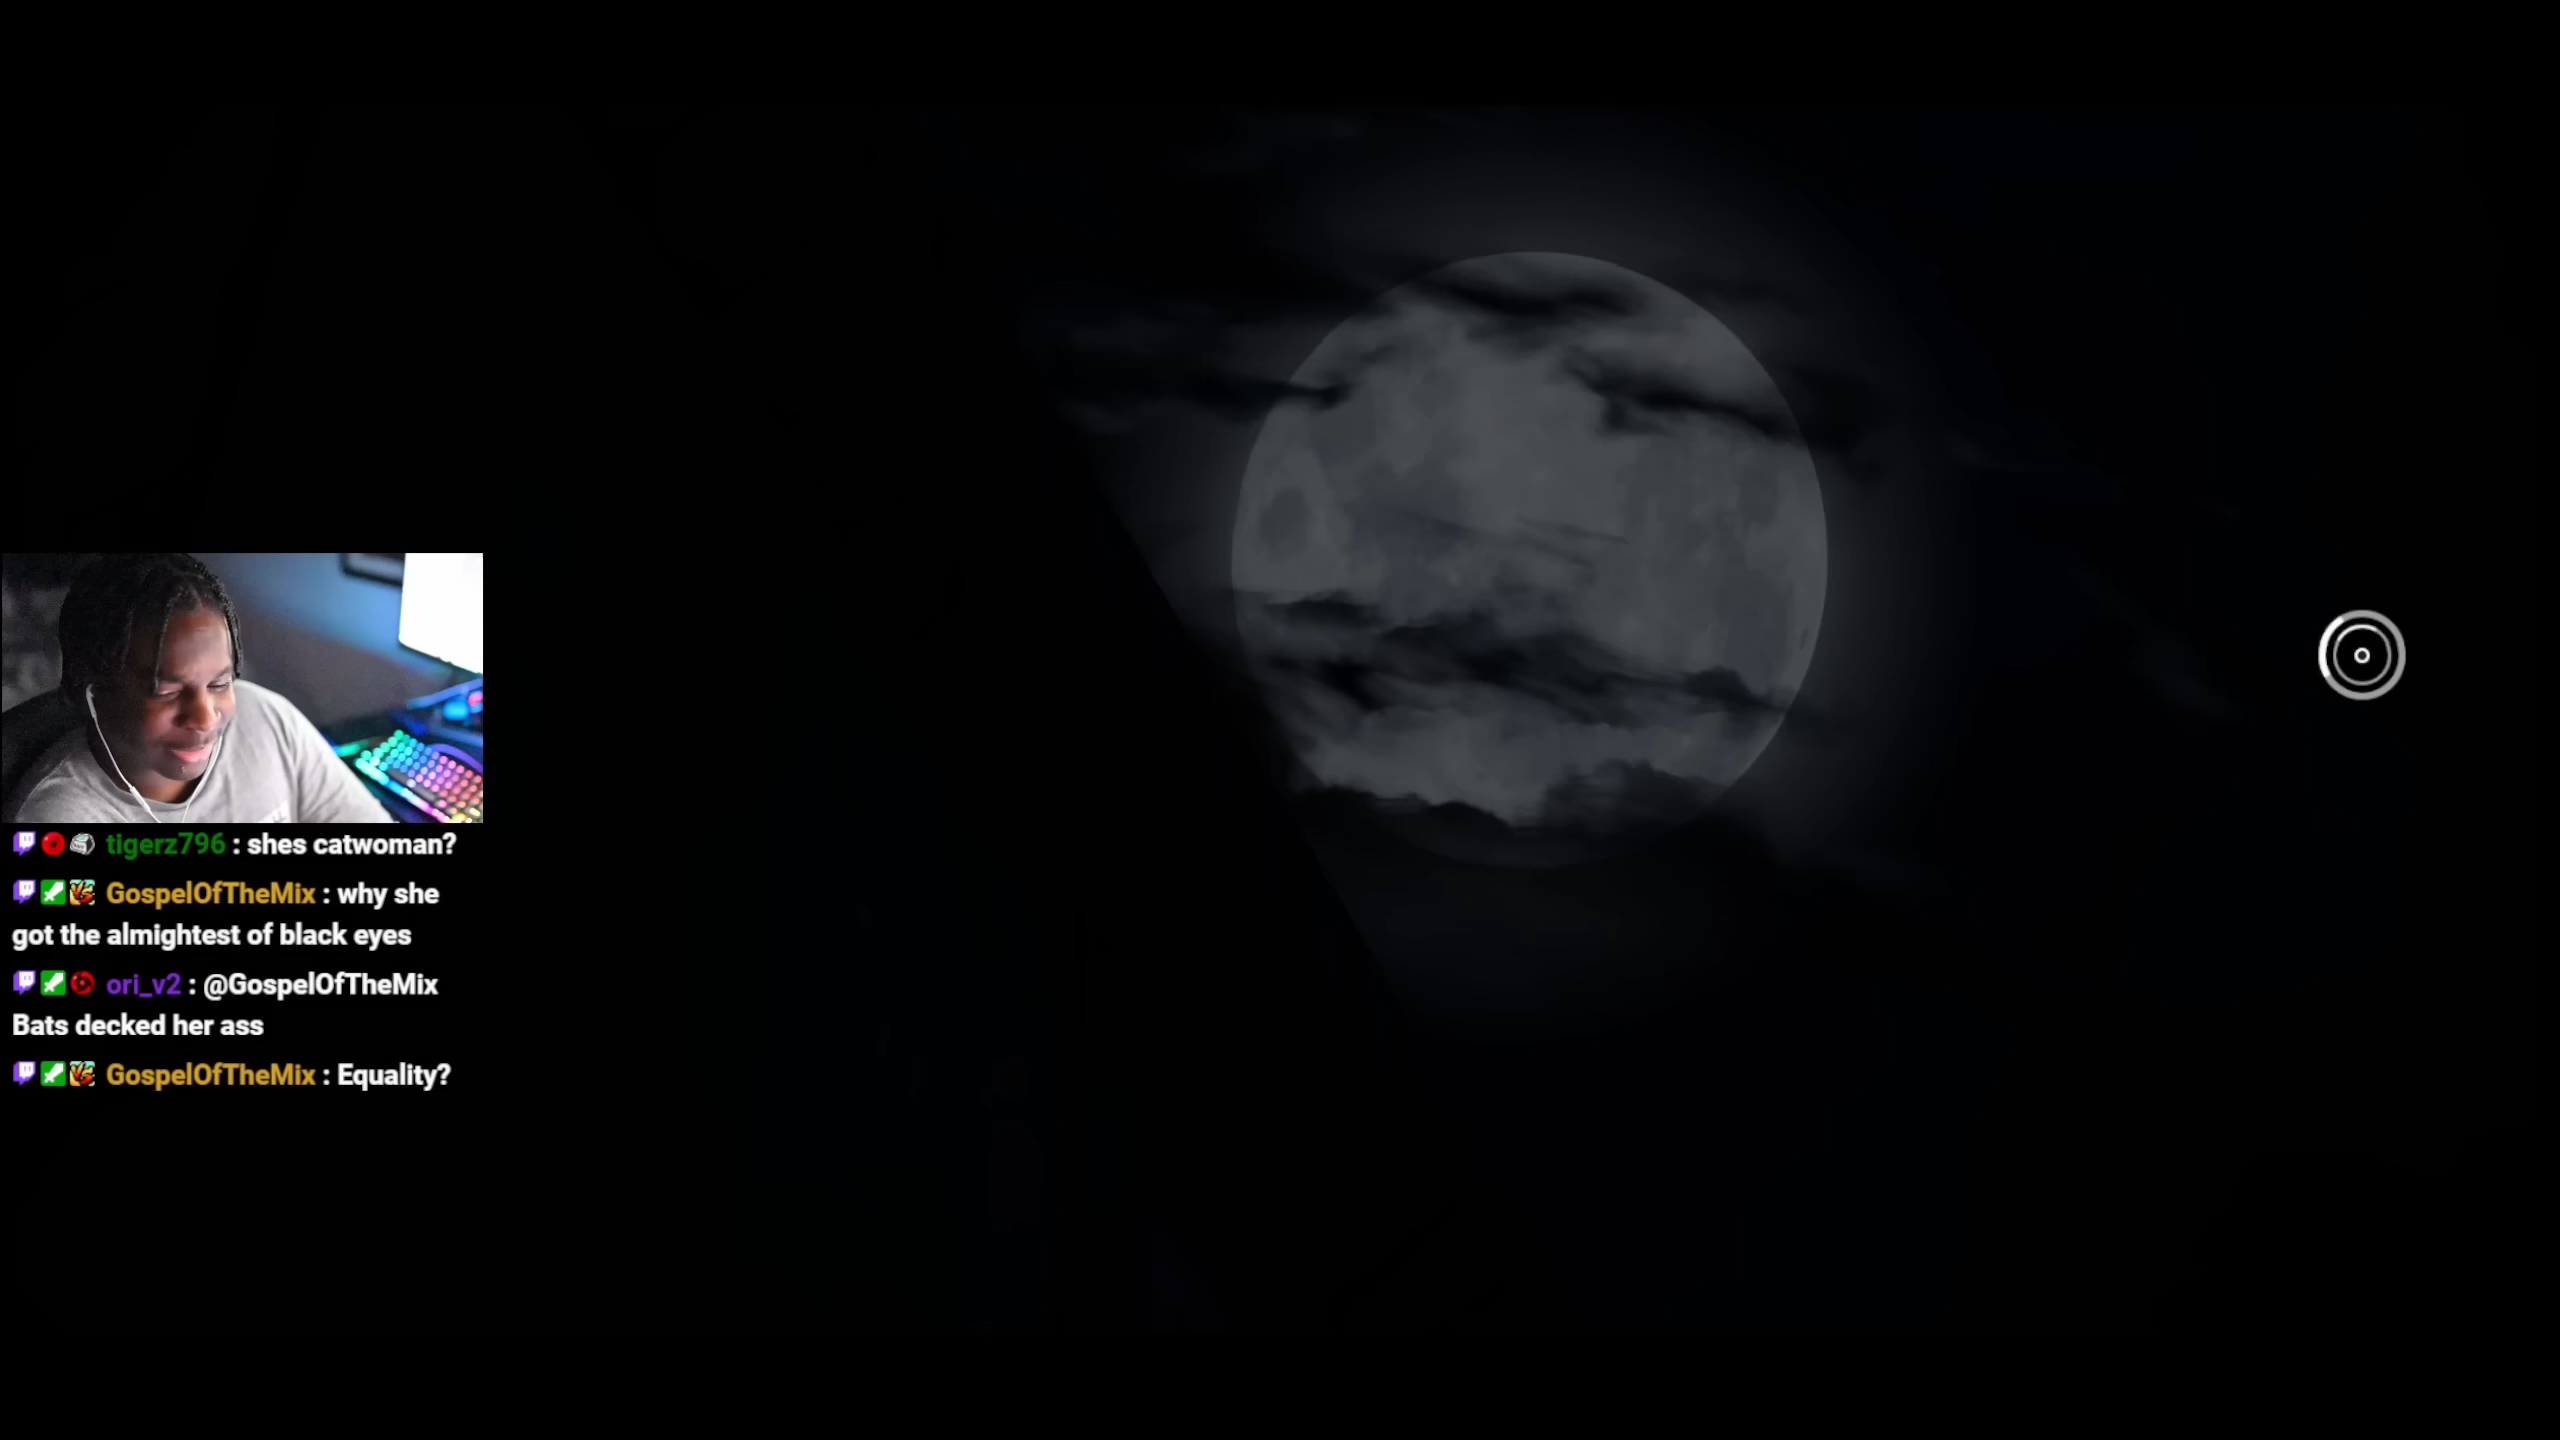 tigerz796 : shes catwoman?
GospelOfTheMix : why she
got the almightest of black eyes
ori_v2 : @GospelOfTheMix
Bats decked her ass
GospelOfTheMix : Equality?